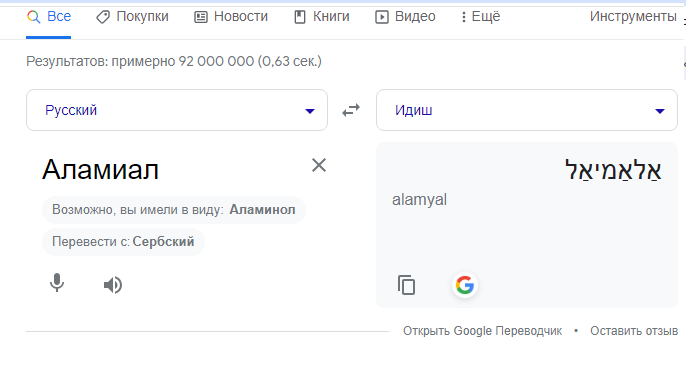 Все Покупки Новости Книги Видео Ещё Инструменты
Результатов: примерно 92 000 000 (0,63 сек.)
Русский Идиш
Аламиал
אַלאַמיאַל
alamyal
Возможно, вы имели в виду: Аламинол
Перевести с: Сербский
Открыть Google Переводчик • Оставить отзыв